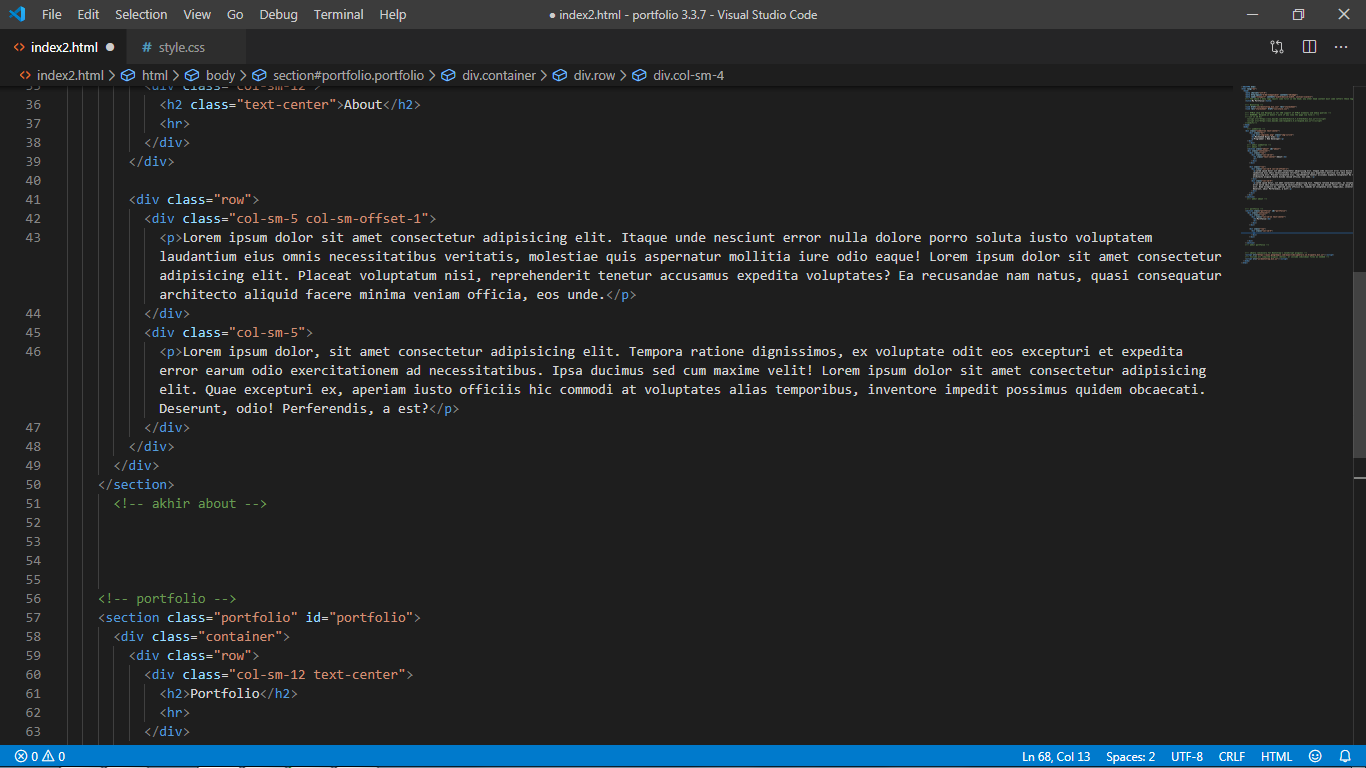 File Edit Selection View Go Debug Terminal Help
● index2.html - portfolio 3.3.7 - Visual Studio Code
<> index2.html ●
# style.css
<> index2.html > html > body > section#portfolio.portfolio > div.container > div.row > div.col-sm-4
35 <div class="col-sm-12">
36 <h2 class="text-center">About</h2>
37 <hr>
38 </div>
39 </div>
40
41 <div class="row">
42 <div class="col-sm-5 col-sm-offset-1">
43 <p>Lorem ipsum dolor sit amet consectetur adipisicing elit. Itaque unde nesciunt error nulla dolore porro soluta iusto voluptatem
laudantium eius omnis necessitatibus veritatis, molestiae quis aspernatur mollitia iure odio eaque! Lorem ipsum dolor sit amet consectetur
adipisicing elit. Placeat voluptatum nisi, reprehenderit tenetur accusamus expedita voluptates? Ea recusandae nam natus, quasi consequatur
architecto aliquid facere minima veniam officia, eos unde.</p>
44 </div>
45 <div class="col-sm-5">
46 <p>Lorem ipsum dolor, sit amet consectetur adipisicing elit. Tempora ratione dignissimos, ex voluptate odit eos excepturi et expedita
error earum odio exercitationem ad necessitatibus. Ipsa ducimus sed cum maxime velit! Lorem ipsum dolor sit amet consectetur adipisicing
elit. Quae excepturi ex, aperiam iusto officiis hic commodi at voluptates alias temporibus, inventore impedit possimus quidem obcaecati.
Deserunt, odio! Perferendis, a est?</p>
47 </div>
48 </div>
49 </div>
50 </section>
51 <!-- akhir about -->
52
53
54
55
56 <!-- portfolio -->
57 <section class="portfolio" id="portfolio">
58 <div class="container">
59 <div class="row">
60 <div class="col-sm-12 text-center">
61 <h2>Portfolio</h2>
62 <hr>
63 </div>
0 0
Ln 68, Col 13 Spaces: 2 UTF-8 CRLF HTML